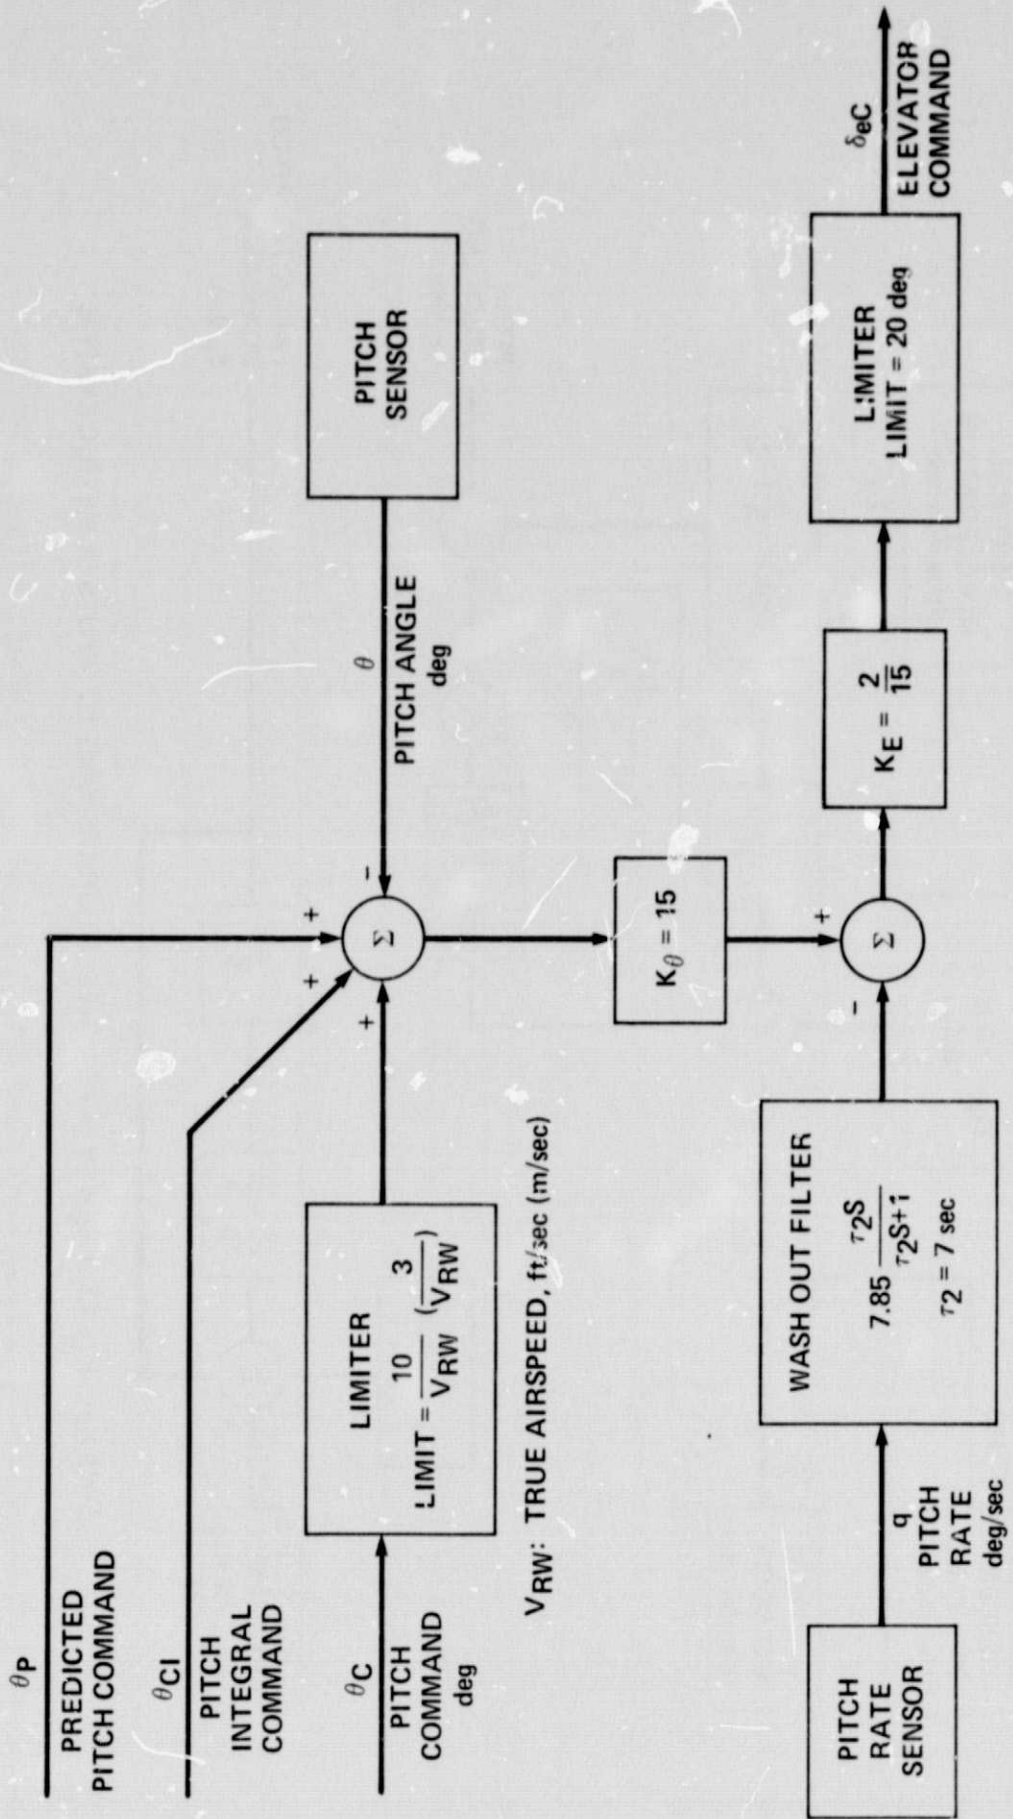 θP
PREDICTED
PITCH COMMAND
θCI
PITCH
INTEGRAL
COMMAND
θC
PITCH
COMMAND
deg
LIMITER
LIMIT = 10/VRW (3/VRW)
VRW: TRUE AIRSPEED, ft/sec (m/sec)
+
+
+
-
Σ
θ
PITCH ANGLE
deg
PITCH
SENSOR
Kθ = 15
PITCH
RATE
SENSOR
q
PITCH
RATE
deg/sec
WASH OUT FILTER
7.85 τ2S/τ2S+1
τ2 = 7 sec
-
+
Σ
KE = 2/15
LIMITER
LIMIT = 20 deg
δeC
ELEVATOR
COMMAND